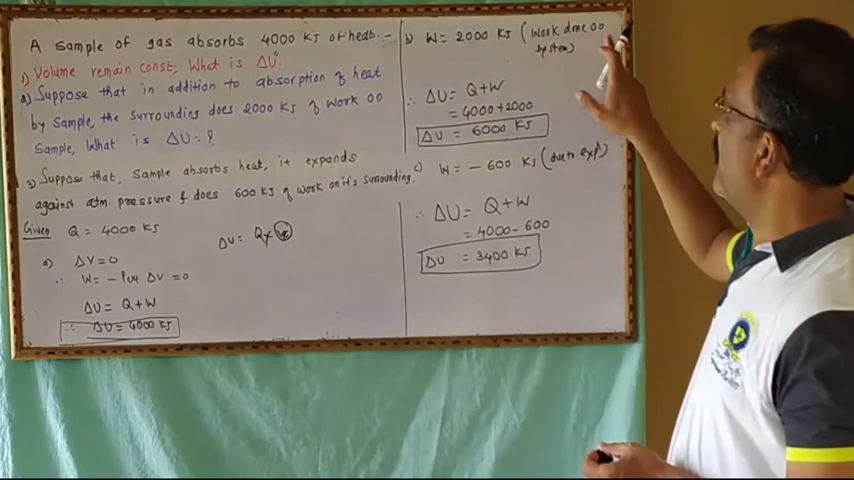 A sample of gas absorbs 4000 KJ of heat.
1) Volume remain const, What is ΔU.
2) Suppose that in addition to absorption of heat
by sample, the surrounding does 2000 KJ of work on
sample, What is ΔU = ?
3) Suppose that, sample absorbs heat, it expands
against atm. pressure & does 600 KJ of work on it's surrounding.
Given Q = 4000 KJ
a) ΔV = 0
∴ W = - Pext ΔV = 0
ΔU = Q + W
∴ ΔU = 4000 KJ
ΔU = Q +
b) W = 2000 KJ (Work done on
system)
∴ ΔU = Q + W
= 4000 + 2000
ΔU = 6000 KJ
c) W = - 600 KJ (due to exp)
∴ ΔU = Q + W
= 4000 - 600
ΔU = 3400 KJ